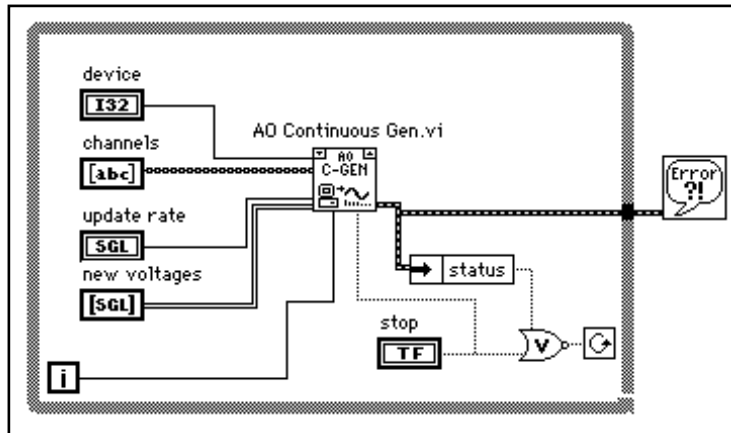 device
I32
AO Continuous Gen.vi
AO
C-GEN
channels
[abc]
Error
?!
update rate
SGL
new voltages
[SGL]
status
stop
TF
V
i